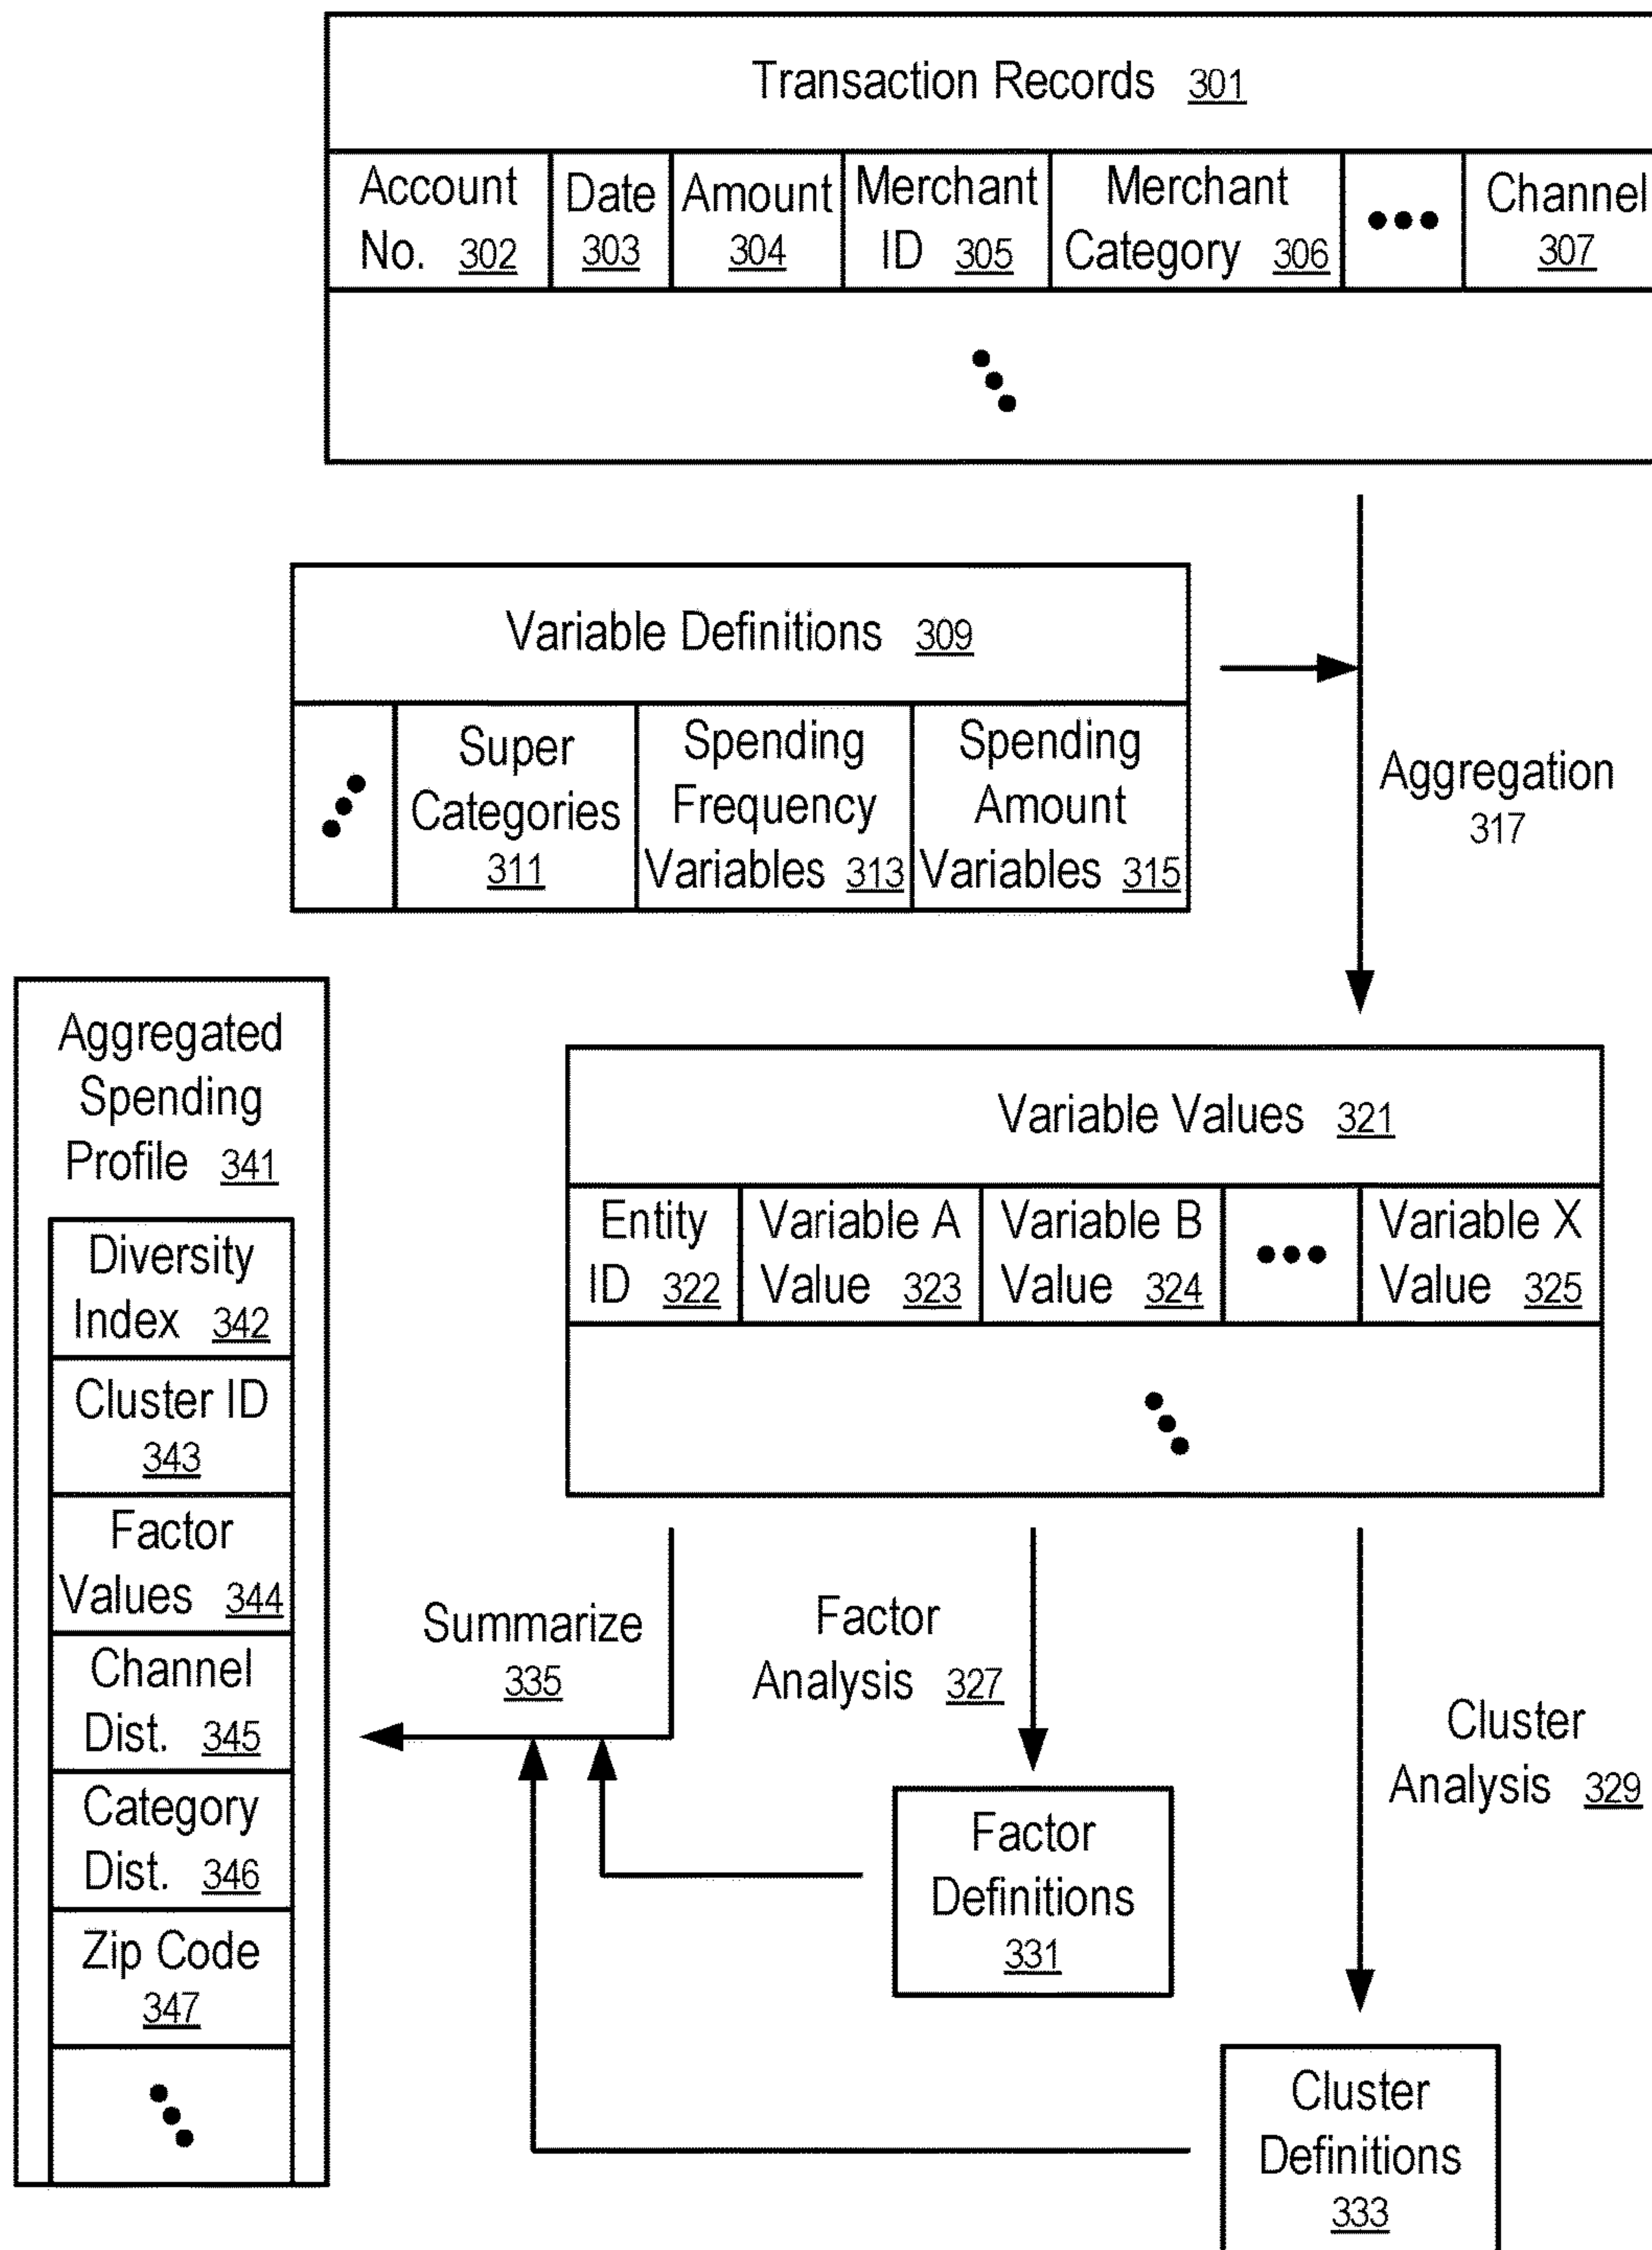 Transaction Records 301
Account
No. 302
Date
303
Amount
304
Merchant
ID 305
Merchant
Category 306
Channel
307
Variable Definitions 309
Super
Categories
311
Spending
Frequency
Variables 313
Spending
Amount
Variables 315
Aggregation
317
Aggregated
Spending
Profile 341
Diversity
Index 342
Cluster ID
343
Factor
Values 344
Channel
Dist. 345
Category
Dist. 346
Zip Code
347
Variable Values 321
Entity
ID 322
Variable A
Value 323
Variable B
Value 324
Variable X
Value 325
Summarize
335
Factor
Analysis 327
Cluster
Analysis 329
Factor
Definitions
331
Cluster
Definitions
333